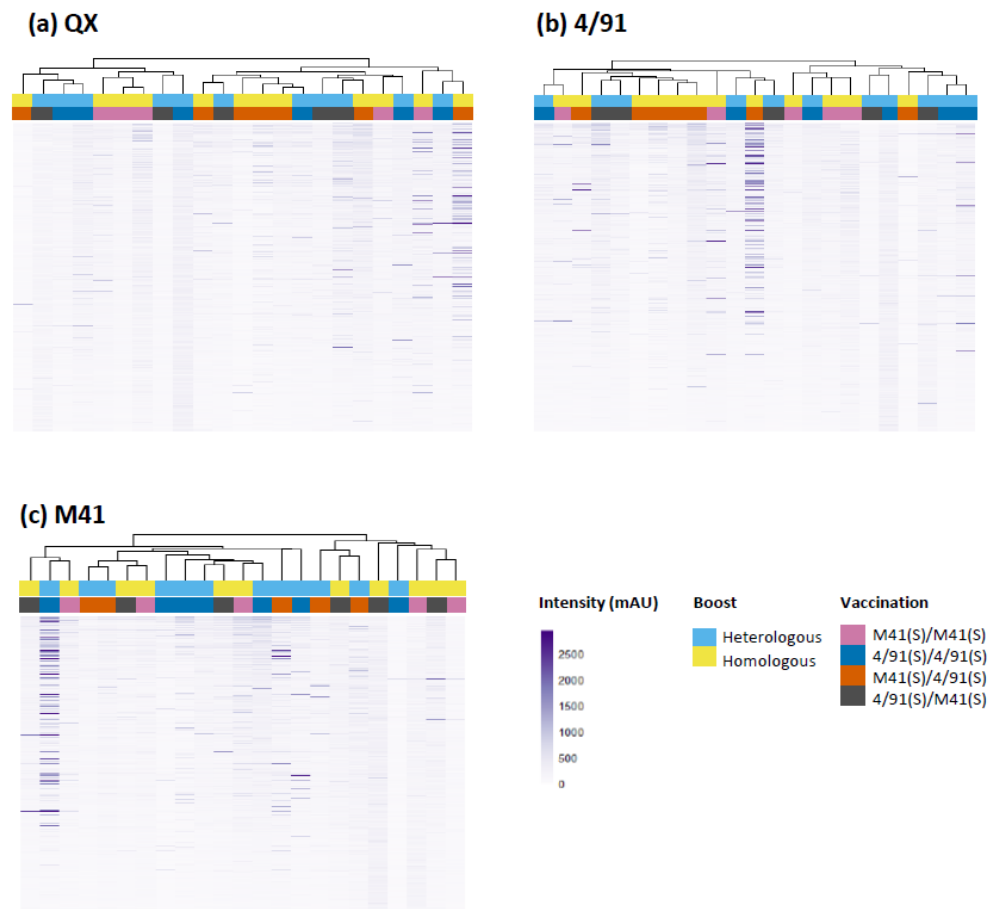 (a) QX
(b) 4/91
(c) M41
Intensity (mAU)
2500
2000
1500
1000
500
0
Boost
Heterologous
Homologous
Vaccination
M41(S)/M41(S)
4/91(S)/4/91(S)
M41(S)/4/91(S)
4/91(S)/M41(S)